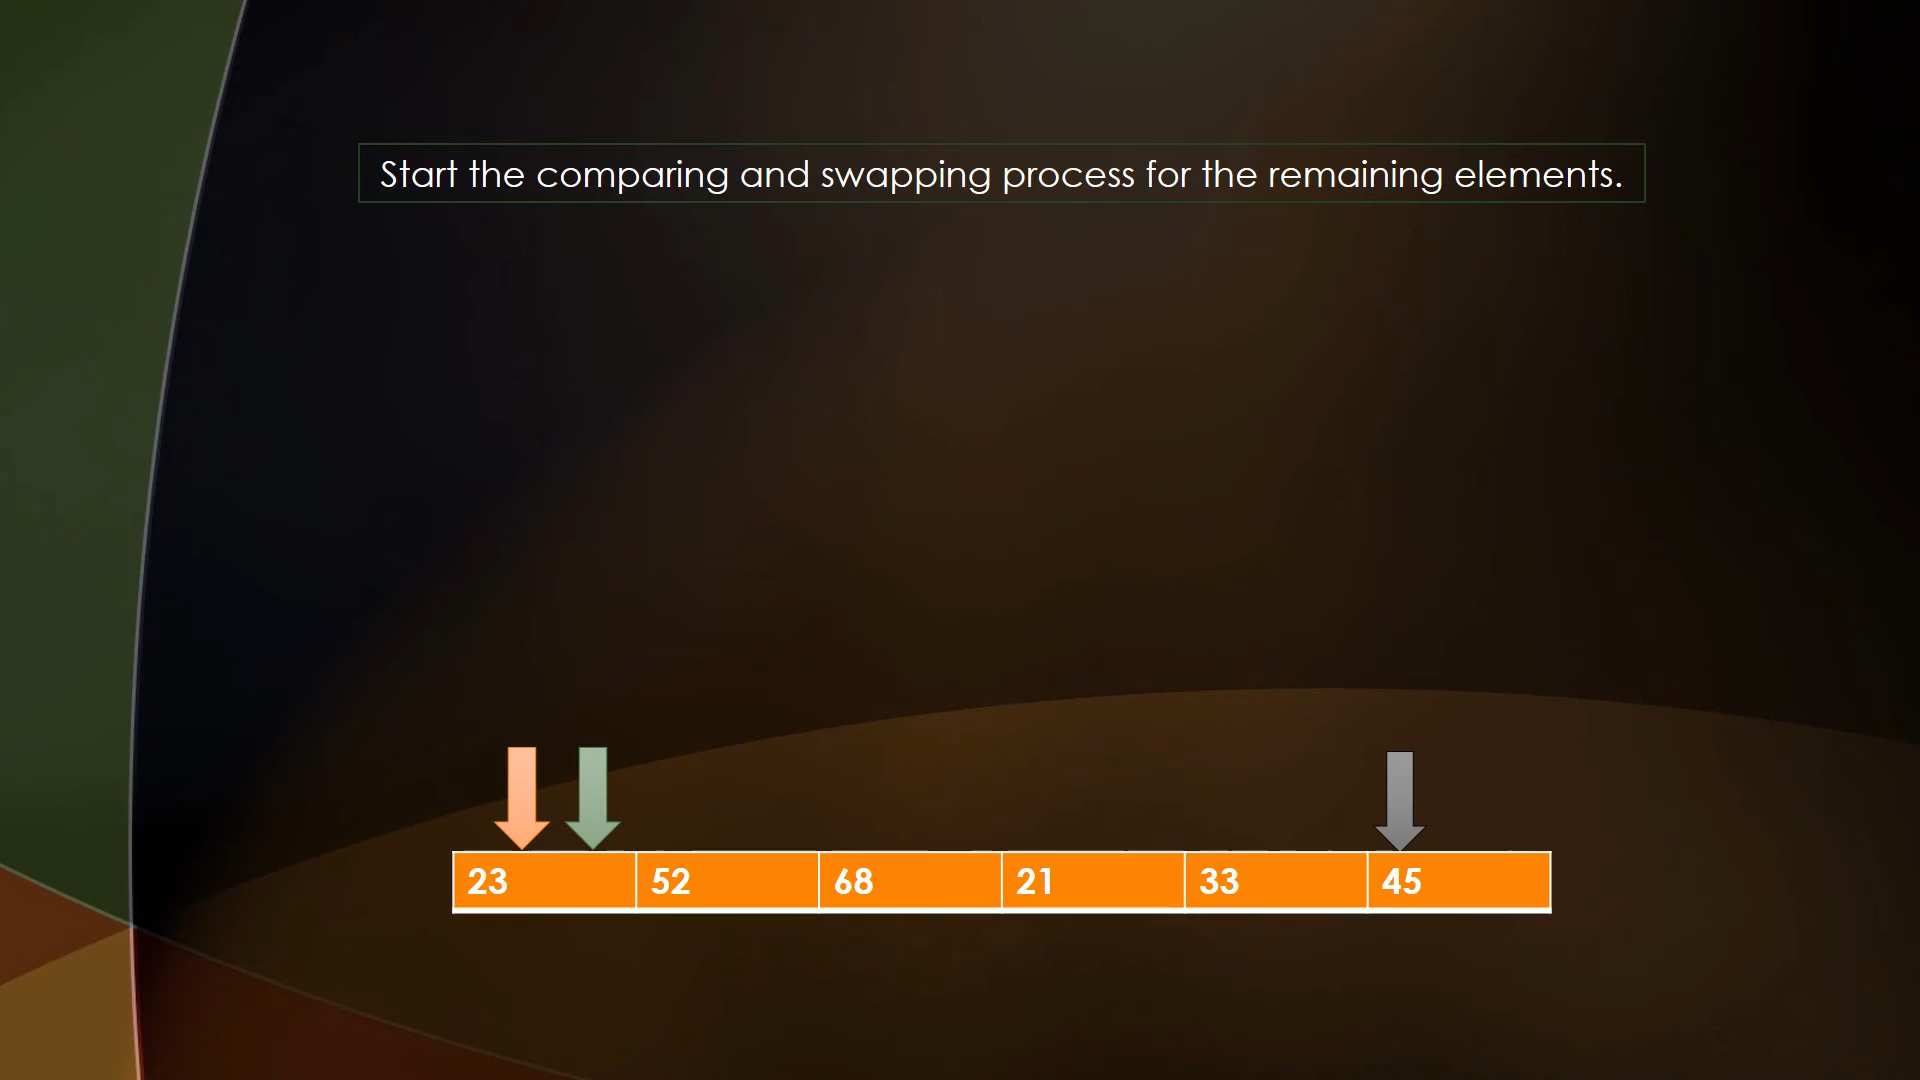 Start the comparing and swapping process for the remaining elements.
23 52 68 21 33 45